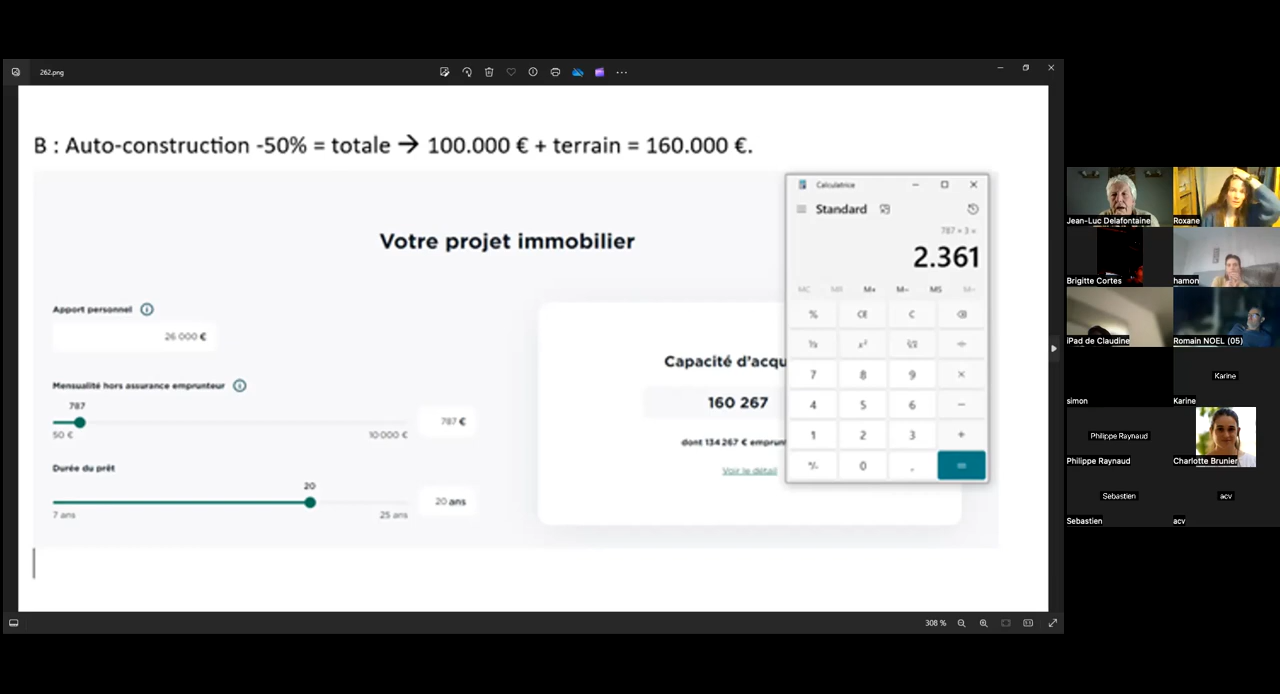 262.png
B : Auto-construction -50% = totale → 100.000 € + terrain = 160.000 €.
Votre projet immobilier
Apport personnel
26 000 €
Mensualité hors assurance emprunteur
787
787 €
50 €
10 000 €
Durée du prêt
20
20 ans
7 ans
25 ans
Capacité d'acqu
160 267
dont 134 267 € emprun
Voir le détail
Calculatrice
Standard
2.361
MC MR M+ M- MS
% CE C
7 8 9 ×
4 5 6 −
1 2 3 +
+/- 0 , =
308 %
Jean-Luc Delafontaine
Roxane
Brigitte Cortes
hamon
iPad de Claudine
Romain NOEL (05)
simon
Karine
Karine
Philippe Raynaud
Philippe Raynaud
Charlotte Brunier
Sebastien
Sebastien
acv
acv